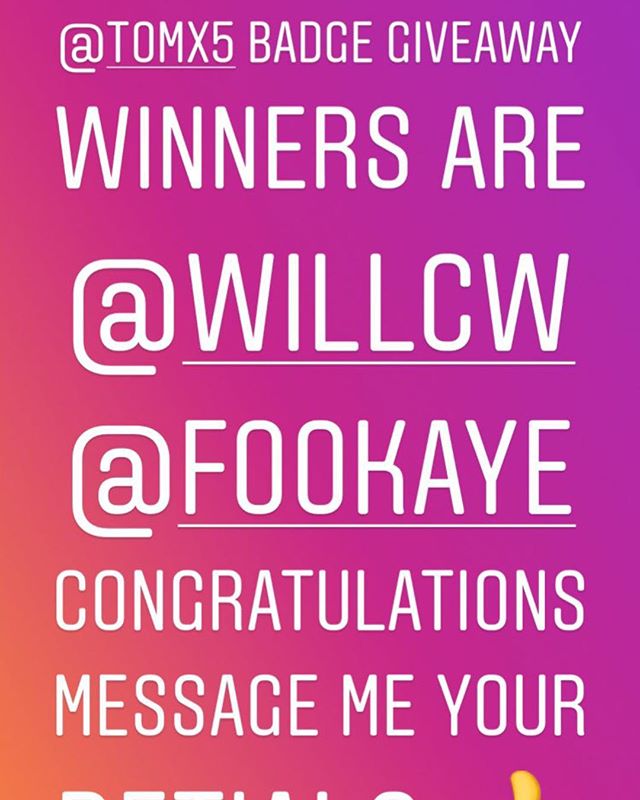 @TOMX5 BADGE GIVEAWAY
WINNERS ARE
@WILLCW
@FOOKAYE
CONGRATULATIONS
MESSAGE ME YOUR